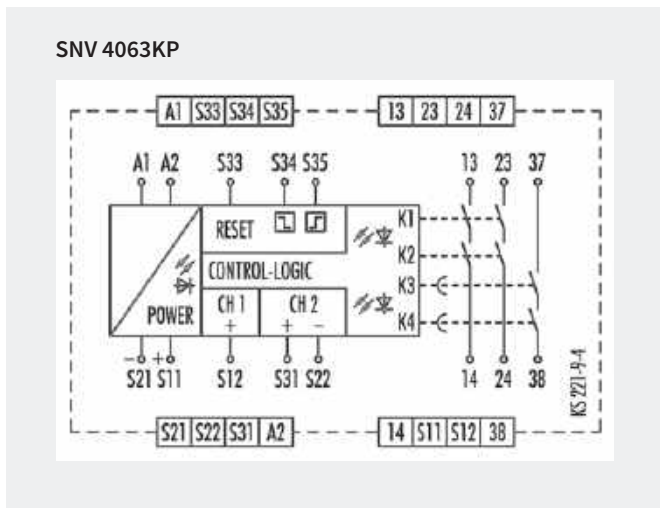 SNV 4063KP
A1 S33 S34 S35 13 23 24 37
A1 A2 S33 S34 S35 13 23 37
RESET K1
K2
CONTROL-LOGIC
K3
CH 1 CH 2
POWER + + − K4
− + 
S21 S11 S12 S31 S22 14 24 38
KS 221-9-4
S21 S22 S31 A2 14 S11 S12 38